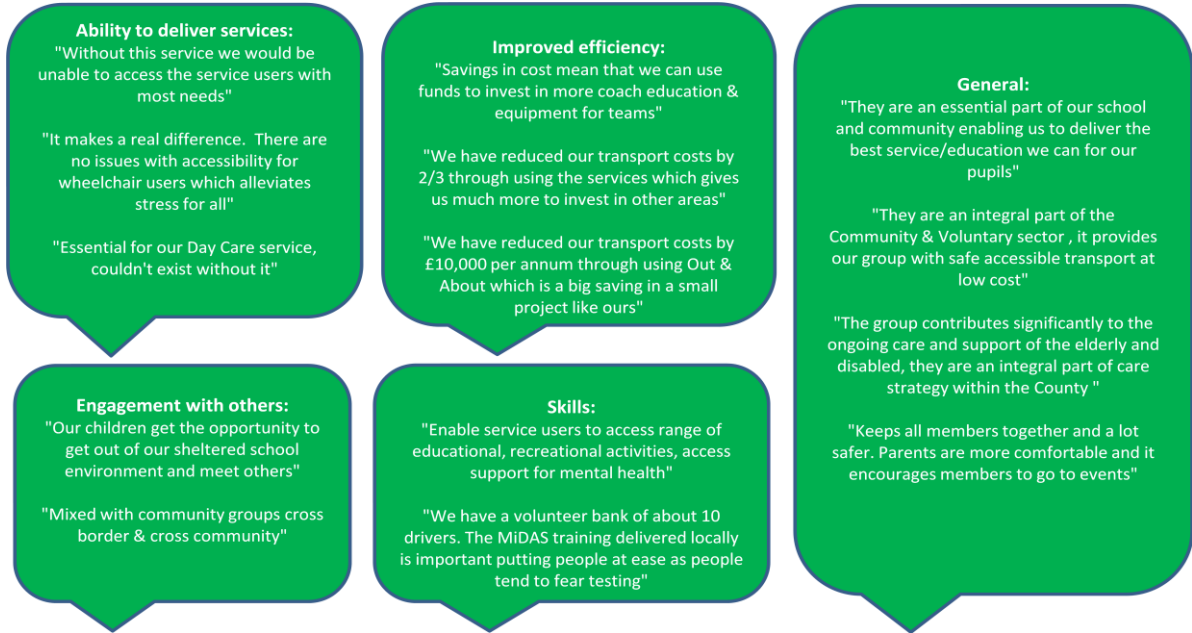 Ability to deliver services:
"Without this service we would be
unable to access the service users with
most needs"
"It makes a real difference.  There are
no issues with accessibility for
wheelchair users which alleviates
stress for all"
"Essential for our Day Care service,
couldn't exist without it"
Improved efficiency:
"Savings in cost mean that we can use
funds to invest in more coach education &
equipment for teams"
"We have reduced our transport costs by
2/3 through using the services which gives
us much more to invest in other areas"
"We have reduced our transport costs by
£10,000 per annum through using Out &
About which is a big saving in a small
project like ours"
General:
"They are an essential part of our school
and community enabling us to deliver the
best service/education we can for our
pupils"
"They are an integral part of the
Community & Voluntary sector , it provides
our group with safe accessible transport at
low cost"
"The group contributes significantly to the
ongoing care and support of the elderly and
disabled, they are an integral part of care
strategy within the County "
"Keeps all members together and a lot
safer. Parents are more comfortable and it
encourages members to go to events"
Engagement with others:
"Our children get the opportunity to
get out of our sheltered school
environment and meet others"
"Mixed with community groups cross
border & cross community"
Skills:
"Enable service users to access range of
educational, recreational activities, access
support for mental health"
"We have a volunteer bank of about 10
drivers. The MiDAS training delivered locally
is important putting people at ease as people
tend to fear testing"